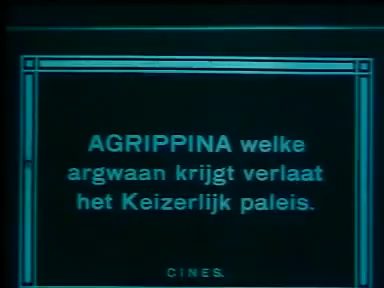 AGRIPPINA welke
argwaan krijgt verlaat
het Keizerlijk paleis.
CINES.